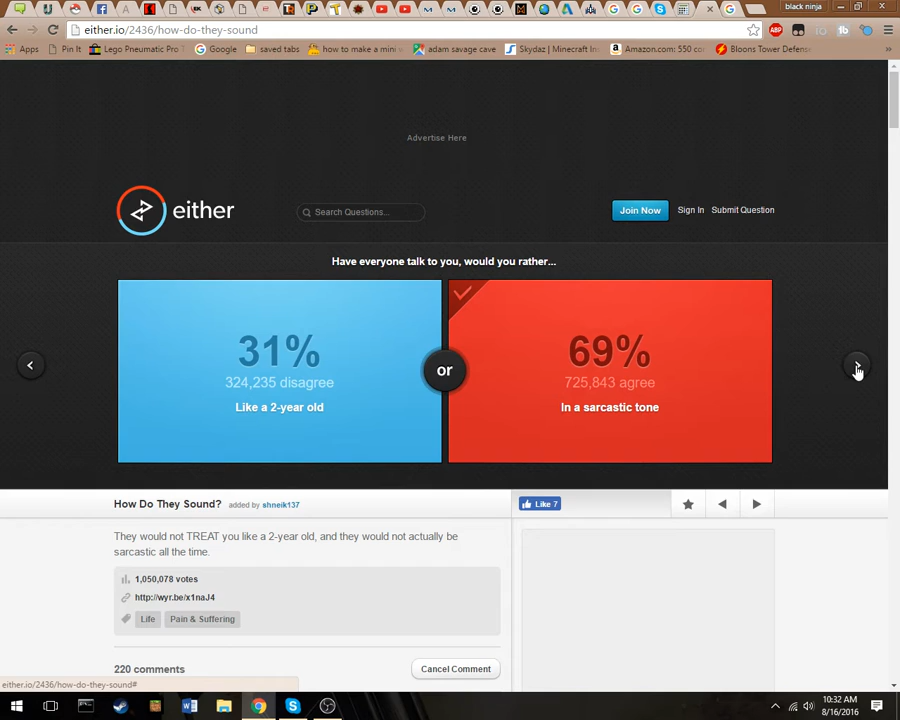 black ninja
either.io/2436/how-do-they-sound
Apps
Pin It
Lego Pneumatic Pro T
Google
saved tabs
how to make a mini s
adam savage cave
Skydaz | Minecraft In
Amazon.com: 550 co
Bloons Tower Defens
Advertise Here
either
Search Questions...
Join Now
Sign In
Submit Question
Have everyone talk to you, would you rather...
31%
324,235 disagree
Like a 2-year old
or
69%
725,843 agree
In a sarcastic tone
How Do They Sound? added by shneik137
Like 7
They would not TREAT you like a 2-year old, and they would not actually be
sarcastic all the time.
1,050,078 votes
http://wyr.be/x1naJ4
Life
Pain & Suffering
220 comments
Cancel Comment
either.io/2436/how-do-they-sound#
10:32 AM
8/16/2016